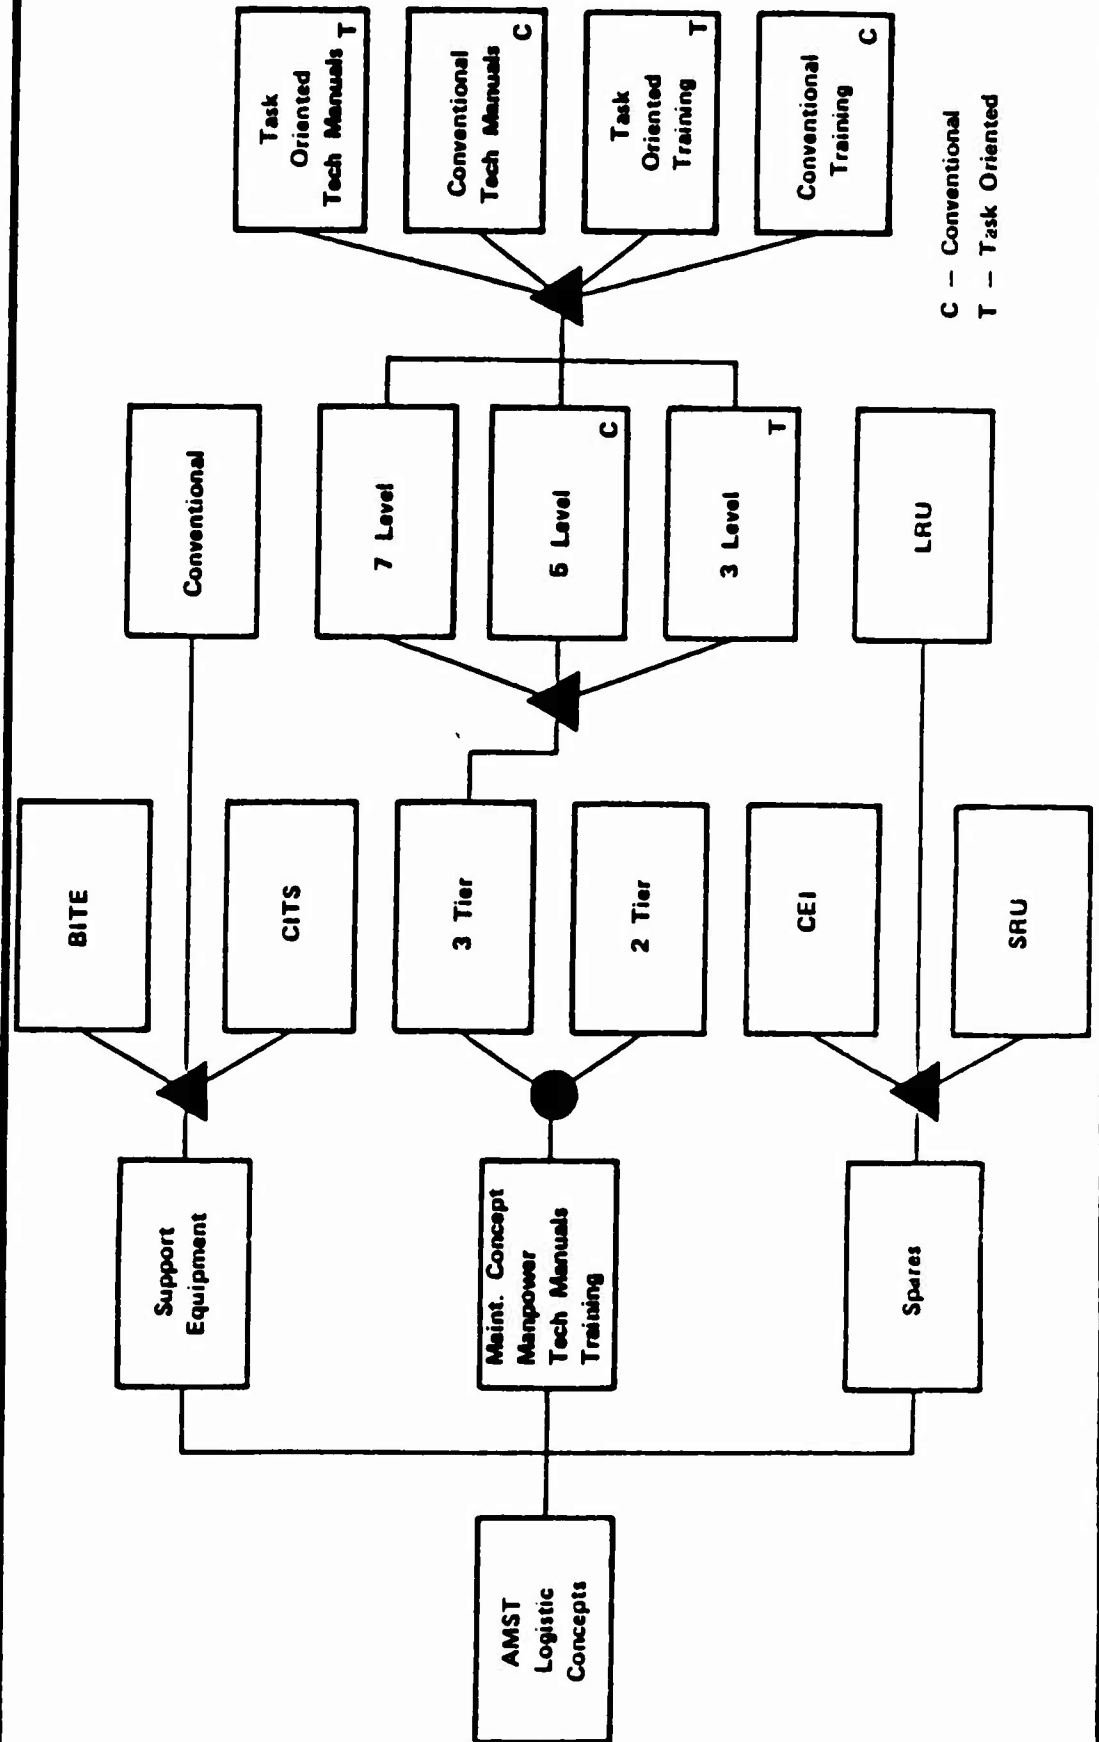 AMST
Logistic
Concepts
Support
Equipment
Maint. Concept
Manpower
Tech Manuals
Training
Spares
BITE
CITS
3 Tier
2 Tier
CEI
SRU
Conventional
7 Level
5 Level
C
3 Level
T
LRU
Task
Oriented
Tech Manuals
T
Conventional
Tech Manuals
C
Task
Oriented
Training
T
Conventional
Training
C
C – Conventional
T – Task Oriented